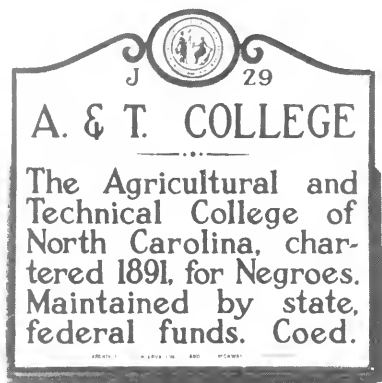 J 29
A. & T. COLLEGE
The Agricultural and
Technical College of
North Carolina, char-
tered 1891, for Negroes.
Maintained by state,
federal funds. Coed.